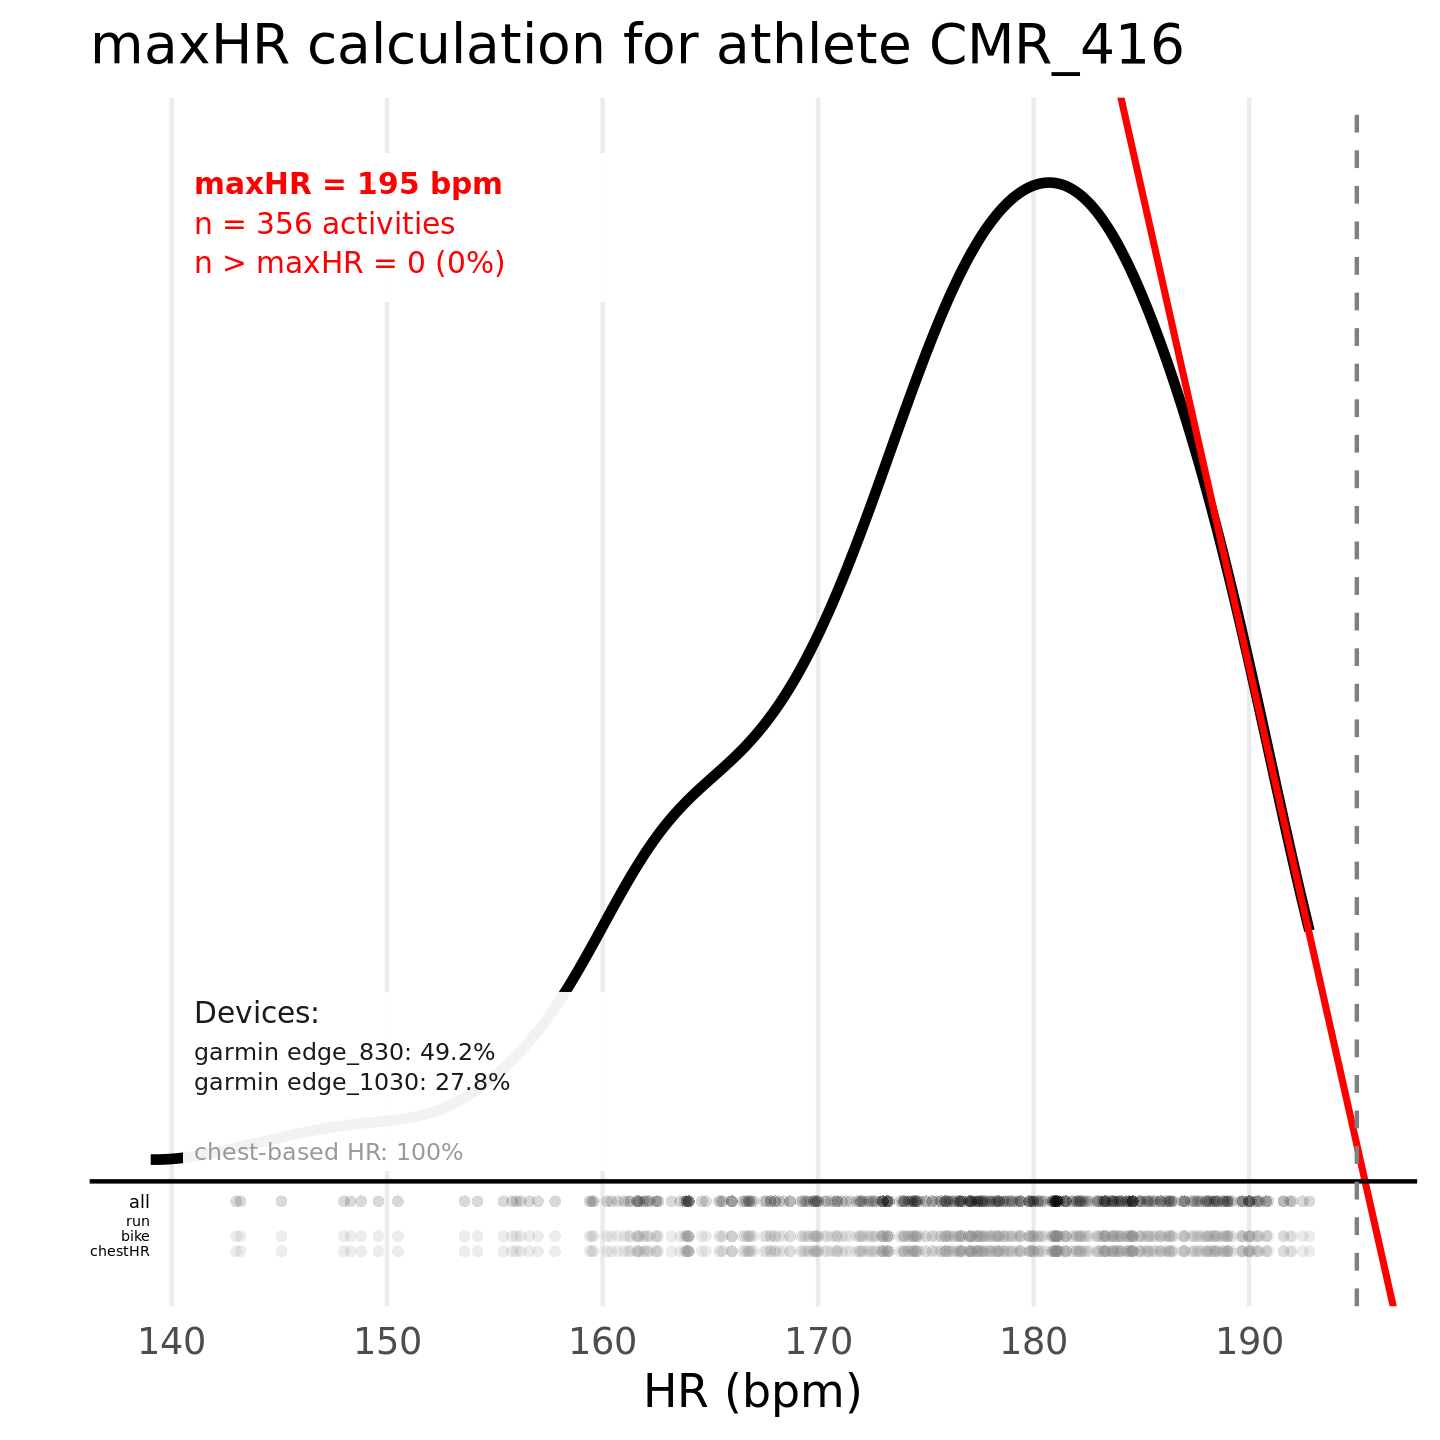 maxHR calculation for athlete CMR_416
maxHR = 195 bpm
n = 356 activities
n > maxHR = 0 (0%)
Devices:
garmin edge_830: 49.2%
garmin edge_1030: 27.8%
chest-based HR: 100%
all
run
bike
chestHR
140 150 160 170 180 190
HR (bpm)